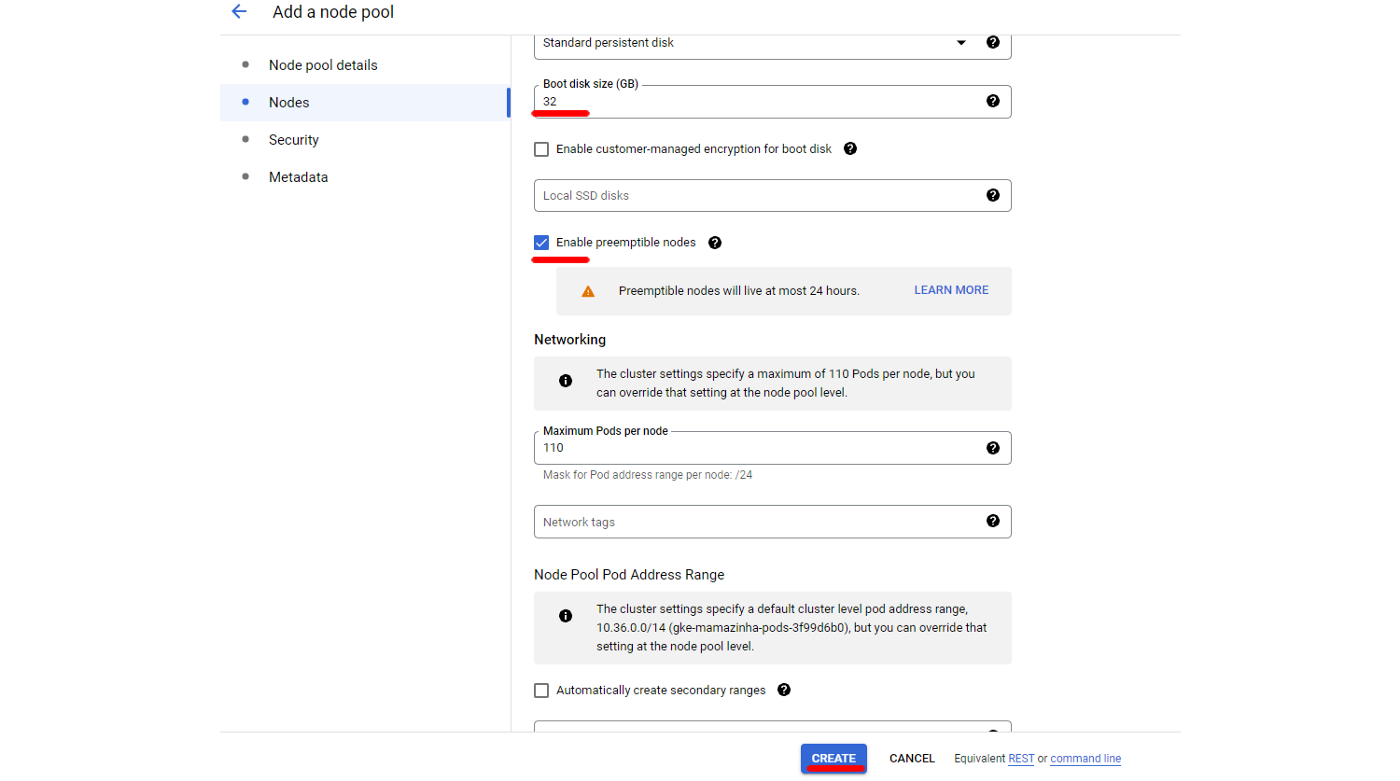 Add a node pool
Node pool details
Nodes
Security
Metadata
Standard persistent disk
Boot disk size (GB)
32
Enable customer-managed encryption for boot disk
Local SSD disks
Enable preemptible nodes
Preemptible nodes will live at most 24 hours.
LEARN MORE
Networking
The cluster settings specify a maximum of 110 Pods per node, but you
can override that setting at the node pool level.
Maximum Pods per node
110
Mask for Pod address range per node: /24
Network tags
Node Pool Pod Address Range
The cluster settings specify a default cluster level pod address range,
10.36.0.0/14 (gke-mamazinha-pods-3f99d6b0), but you can override that
setting at the node pool level.
Automatically create secondary ranges
CREATE
CANCEL
Equivalent REST or command line